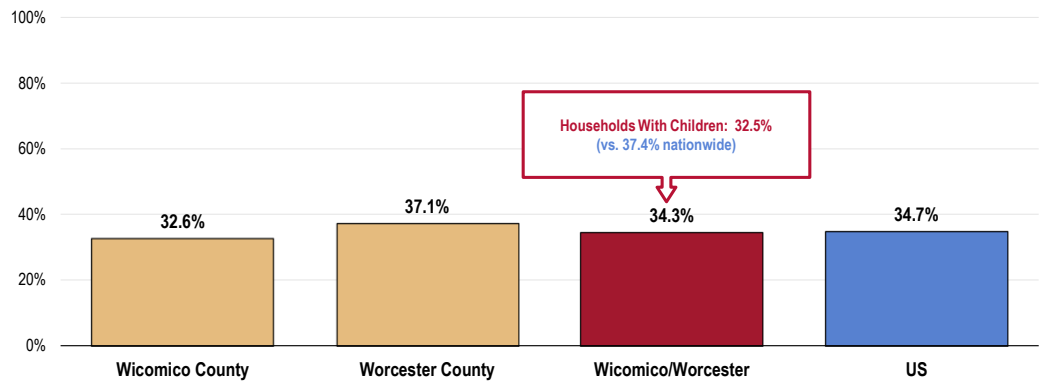 100%
80%
60%
40%
20%
0%
Households With Children: 32.5%
(vs. 37.4% nationwide)
32.6%
37.1%
34.3%
34.7%
Wicomico County
Worcester County
Wicomico/Worcester
US